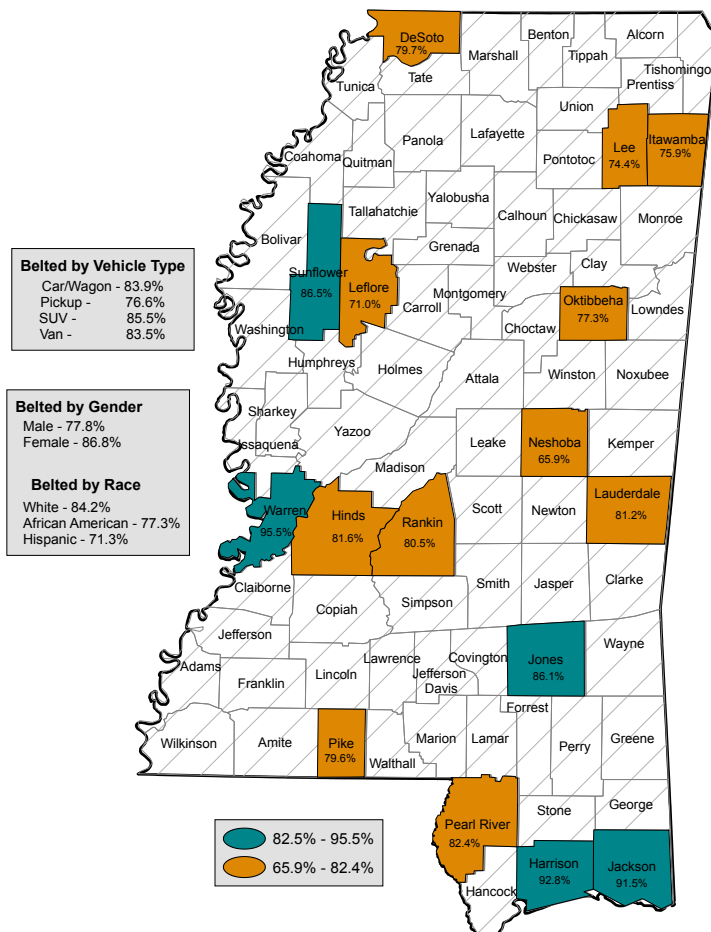 DeSoto
79.7%
Benton
Alcorn
Marshall
Tippah
Tishomingo
Tate
Prentiss
Tunica
Union
Panola
Lafayette
Lee
74.4%
Itawamba
75.9%
Coahoma
Quitman
Pontotoc
Yalobusha
Tallahatchie
Calhoun
Chickasaw
Monroe
Bolivar
Grenada
Sunflower
86.5%
Leflore
71.0%
Webster
Clay
Montgomery
Oktibbeha
77.3%
Carroll
Lowndes
Washington
Choctaw
Humphreys
Holmes
Attala
Winston
Noxubee
Belted by Vehicle Type
Car/Wagon - 83.9%
Pickup - 76.6%
SUV - 85.5%
Van - 83.5%
Belted by Gender
Male - 77.8%
Female - 86.8%
Belted by Race
White - 84.2%
African American - 77.3%
Hispanic - 71.3%
Sharkey
Issaquena
Yazoo
Leake
Neshoba
65.9%
Kemper
Madison
Warren
95.5%
Hinds
81.6%
Rankin
80.5%
Scott
Newton
Lauderdale
81.2%
Claiborne
Copiah
Simpson
Smith
Jasper
Clarke
Jefferson
Adams
Franklin
Lincoln
Lawrence
Jefferson
Davis
Covington
Jones
86.1%
Wayne
Wilkinson
Amite
Pike
79.6%
Walthall
Marion
Lamar
Forrest
Perry
Greene
Pearl River
82.4%
Stone
George
Hancock
Harrison
92.8%
Jackson
91.5%
82.5% - 95.5%
65.9% - 82.4%